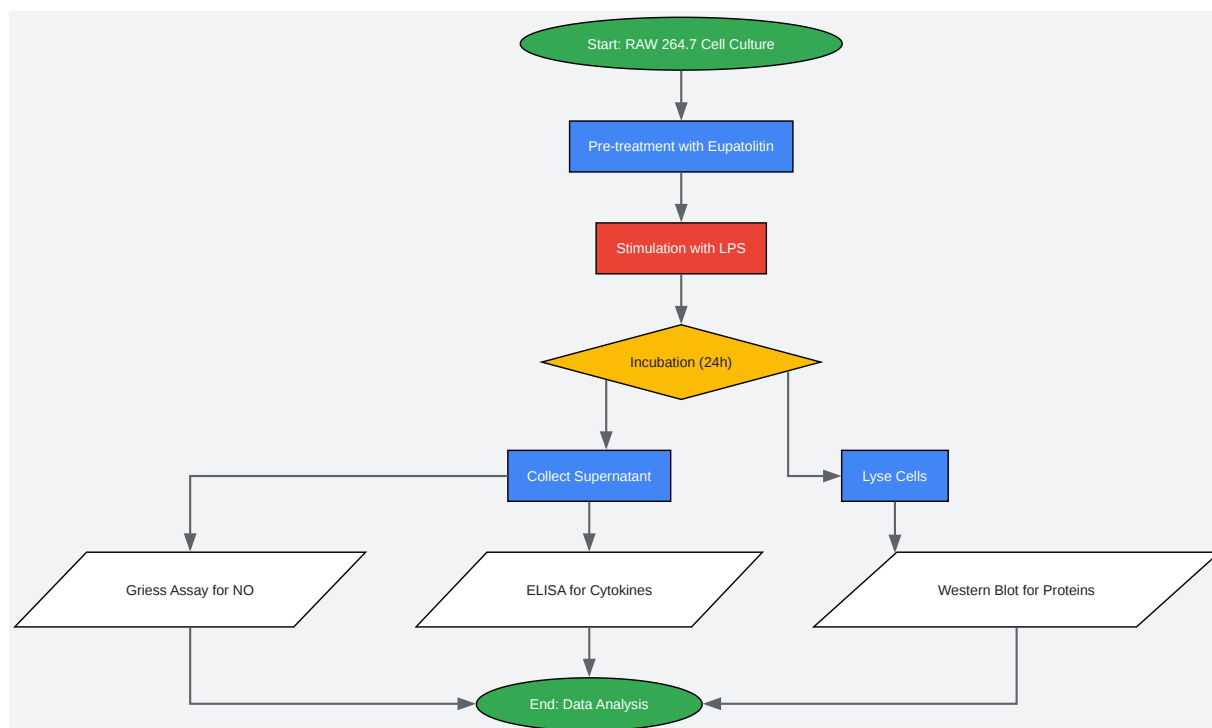 Start: RAW 264.7 Cell Culture
Pre-treatment with Eupatolitin
Stimulation with LPS
Incubation (24h)
Collect Supernatant
Lyse Cells
Griess Assay for NO
ELISA for Cytokines
Western Blot for Proteins
End: Data Analysis